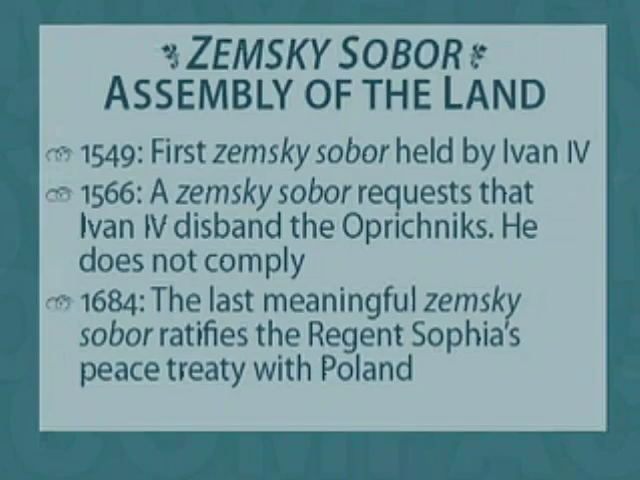 ZEMSKY SOBOR
ASSEMBLY OF THE LAND
1549: First zemsky sobor held by Ivan IV
1566: A zemsky sobor requests that
Ivan IV disband the Oprichniks. He
does not comply
1684: The last meaningful zemsky
sobor ratifies the Regent Sophia's
peace treaty with Poland